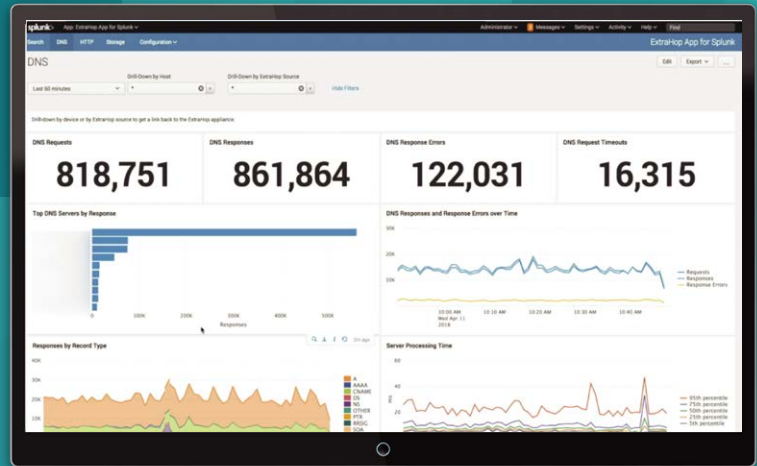 splunk> App: ExtraHop App for Splunk Administrator Messages Settings Activity Help Find
Search DNS HTTP Storage Configuration ExtraHop App for Splunk
DNS Edit Export ...
Drill-Down by Host Drill-Down by ExtraHop Source
Last 60 minutes * * Hide Filters
Drill-down by device or by ExtraHop source to get a link back to the ExtraHop appliance.
DNS Requests DNS Responses DNS Response Errors DNS Request Timeouts
818,751 861,864 122,031 16,315
Top DNS Servers by Response
0 100K 200K 300K 400K 500K
Responses
2m ago
DNS Responses and Response Errors over Time
30K
20K
10K
10:00 AM 10:10 AM 10:20 AM 10:30 AM 10:40 AM
Wed Apr 11
2018
Requests
Responses
Response Errors
Responses by Record Type
40K
30K
20K
10K
A
AAAA
CNAME
DS
NS
OTHER
PTR
RRSIG
SOA
Server Processing Time
60
40
20
ms
95th percentile
75th percentile
50th percentile
25th percentile
5th percentile